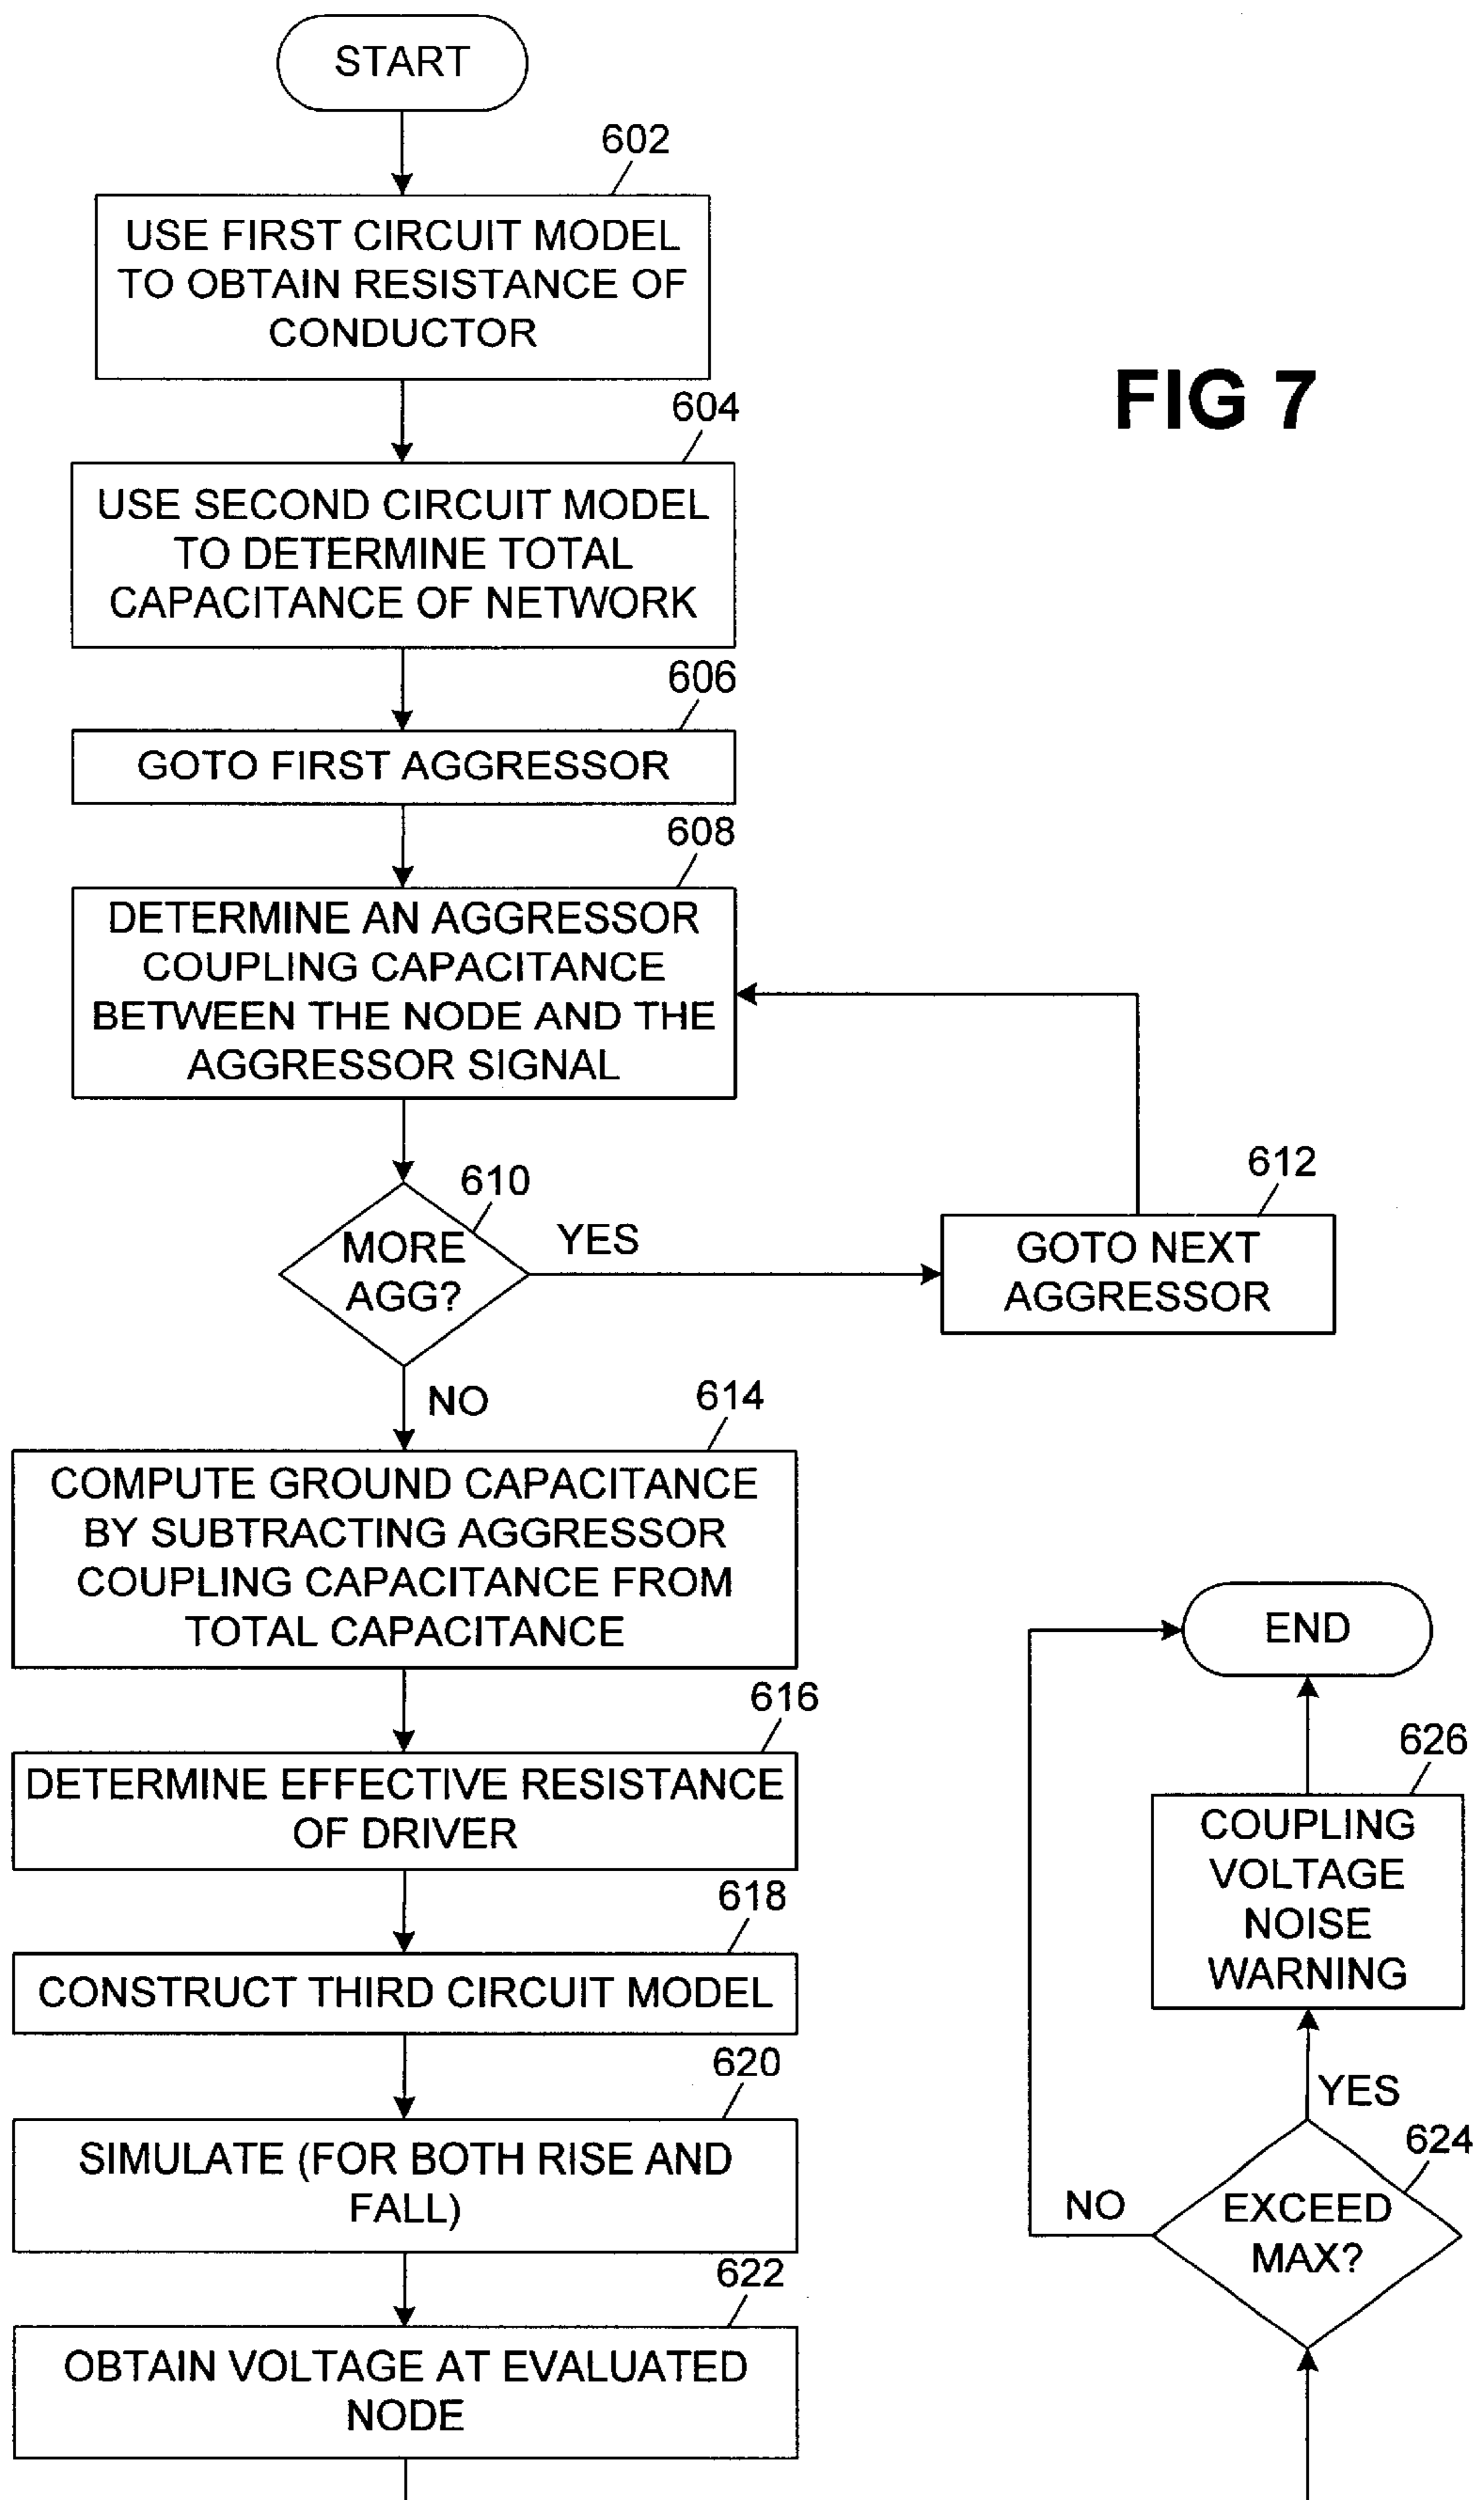 START
602
USE FIRST CIRCUIT MODEL
TO OBTAIN RESISTANCE OF
CONDUCTOR
FIG 7
604
USE SECOND CIRCUIT MODEL
TO DETERMINE TOTAL
CAPACITANCE OF NETWORK
606
GOTO FIRST AGGRESSOR
608
DETERMINE AN AGGRESSOR
COUPLING CAPACITANCE
BETWEEN THE NODE AND THE
AGGRESSOR SIGNAL
610
MORE
AGG?
YES
612
GOTO NEXT
AGGRESSOR
NO
614
COMPUTE GROUND CAPACITANCE
BY SUBTRACTING AGGRESSOR
COUPLING CAPACITANCE FROM
TOTAL CAPACITANCE
616
DETERMINE EFFECTIVE RESISTANCE
OF DRIVER
618
CONSTRUCT THIRD CIRCUIT MODEL
620
SIMULATE (FOR BOTH RISE AND
FALL)
622
OBTAIN VOLTAGE AT EVALUATED
NODE
END
626
COUPLING
VOLTAGE
NOISE
WARNING
YES
624
NO
EXCEED
MAX?